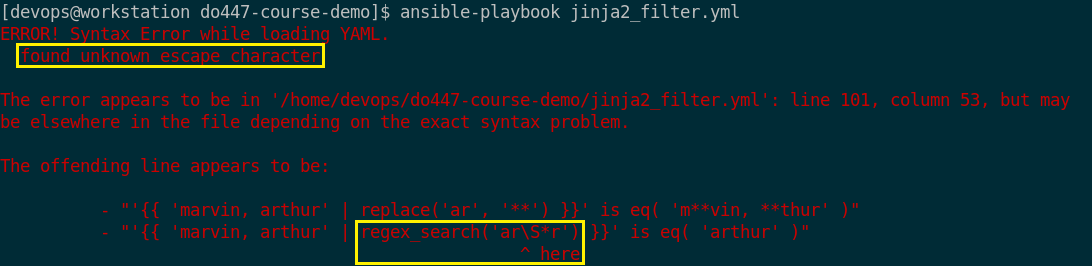 [devops@workstation do447-course-demo]$ ansible-playbook jinja2_filter.yml
ERROR! Syntax Error while loading YAML.
found unknown escape character
The error appears to be in '/home/devops/do447-course-demo/jinja2_filter.yml': line 101, column 53, but may
be elsewhere in the file depending on the exact syntax problem.
The offending line appears to be:
- "'{{ 'marvin, arthur' | replace('ar', '**') }}' is eq( 'm**vin, **thur' )"
- "'{{ 'marvin, arthur' | regex_search('ar\S*r') }}' is eq( 'arthur' )"
^ here